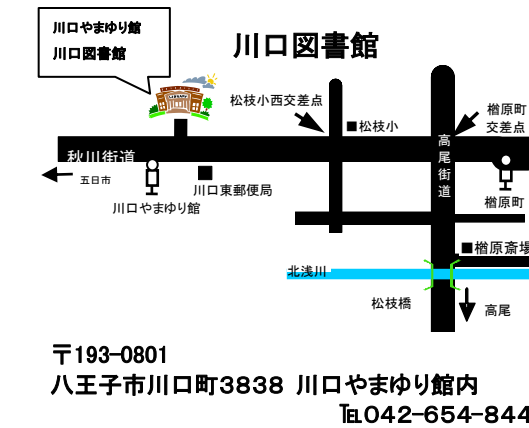 川口やまゆり館
川口図書館
川口図書館
松枝小西交差点
■松枝小
楢原町
交差点
高尾街道
秋川街道
五日市
川口東郵便局
川口やまゆり館
楢原町
■楢原斎場
北浅川
松枝橋
高尾
〒193-0801
八王子市川口町3838 川口やまゆり館内
℡042-654-844